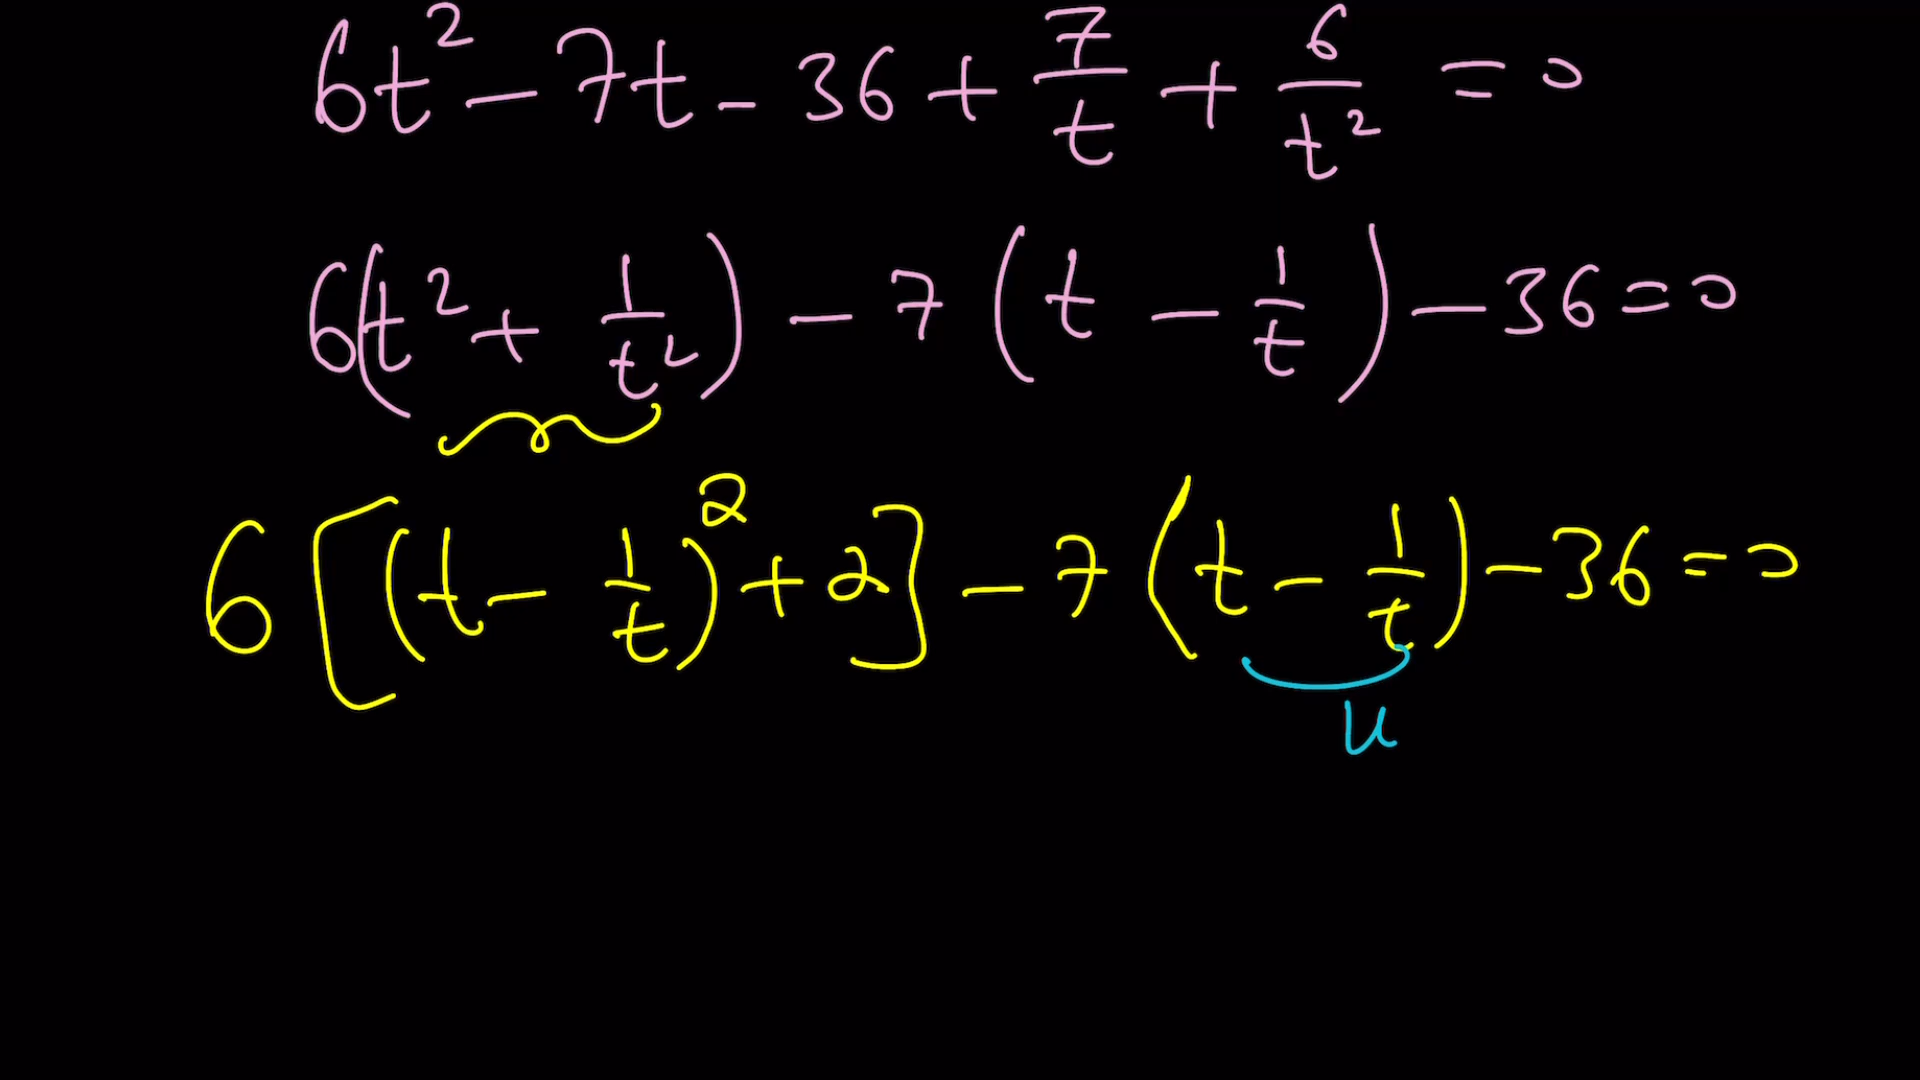 6t² - 7t - 36 + 7/t + 6/t² = 0
6(t² + 1/t²) - 7(t - 1/t) - 36 = 0
6[(t - 1/t)² + 2] - 7(t - 1/t) - 36 = 0
u